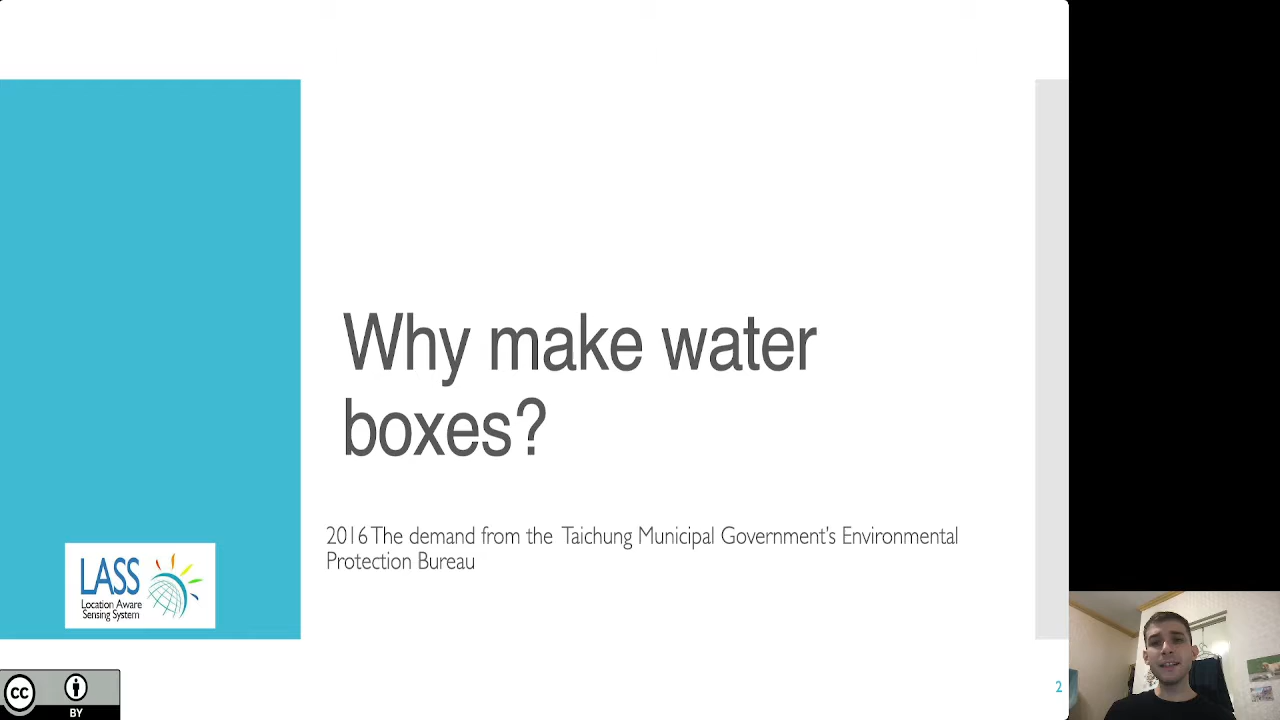 Why make water
boxes?
2016 The demand from the Taichung Municipal Government's Environmental
Protection Bureau
LASS
Location Aware
Sensing System
cc
BY
2